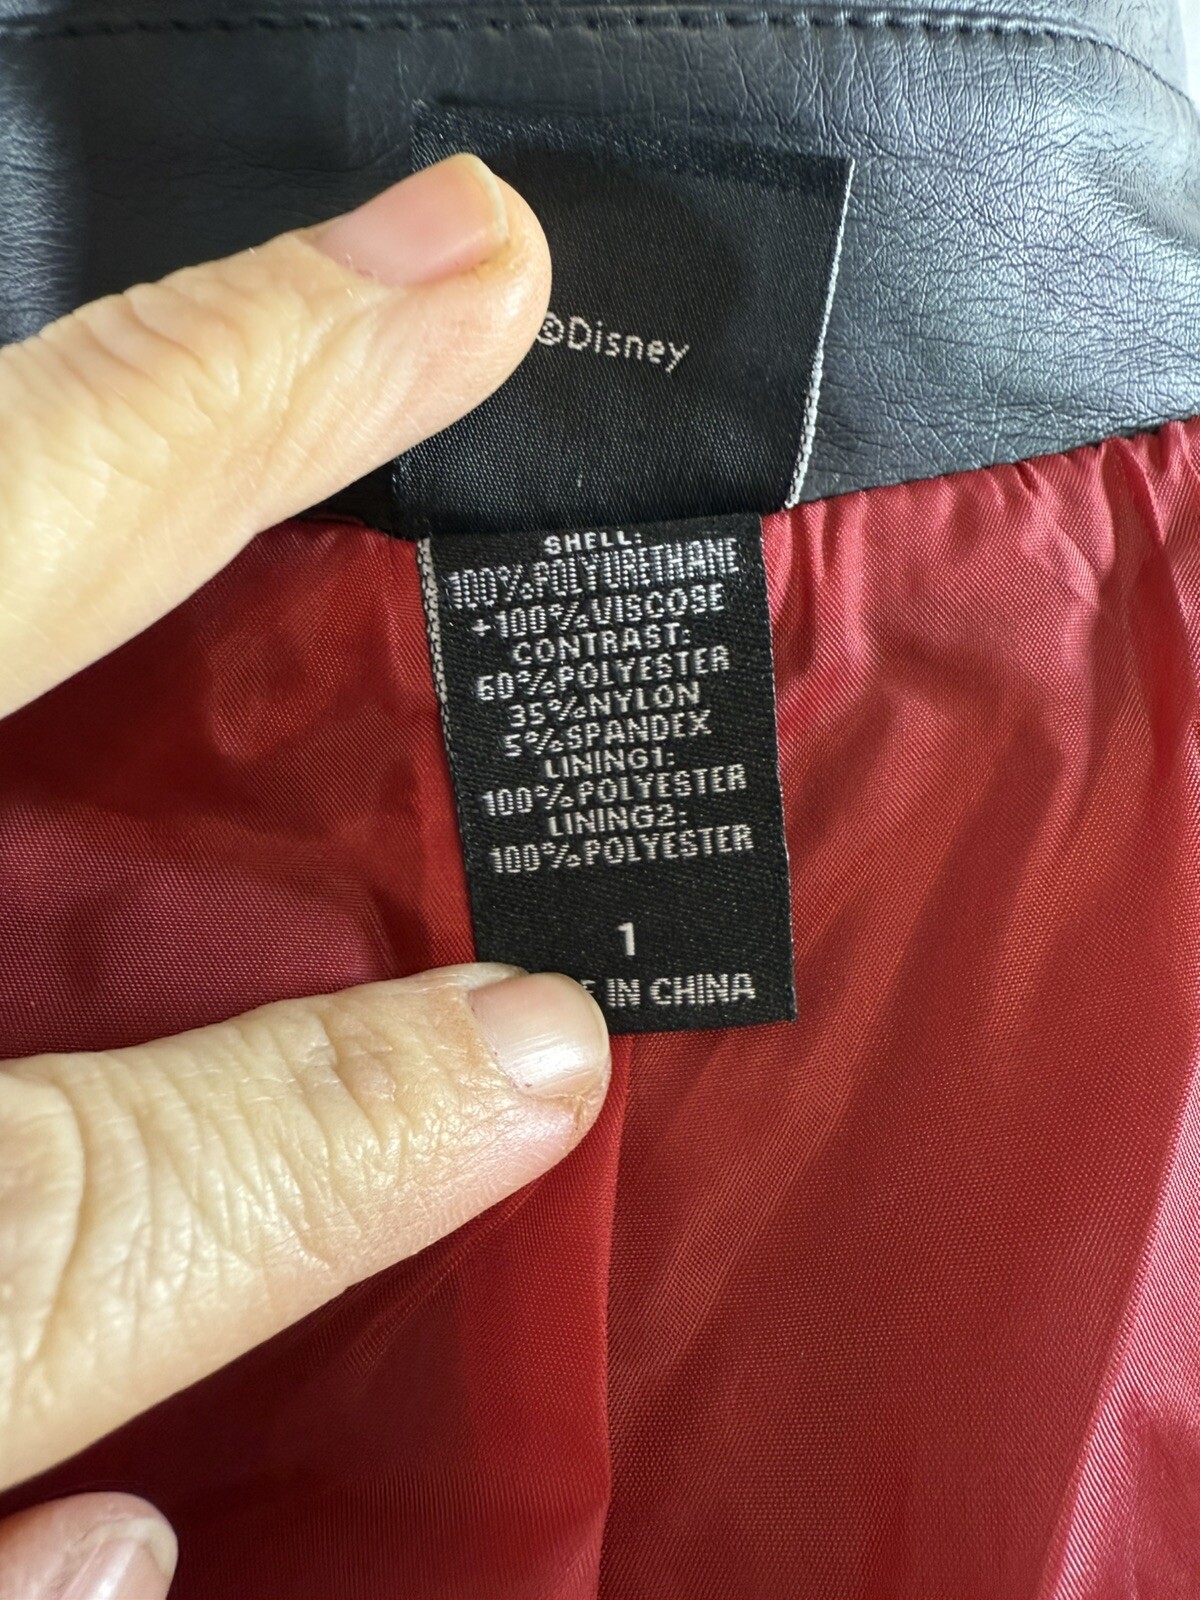 ©Disney
SHELL:
100%POLYURETHANE
+100%VISCOSE
CONTRAST:
60%POLYESTER
35%NYLON
5%SPANDEX
LINING1:
100%POLYESTER
LINING2:
100%POLYESTER
1
E IN CHINA